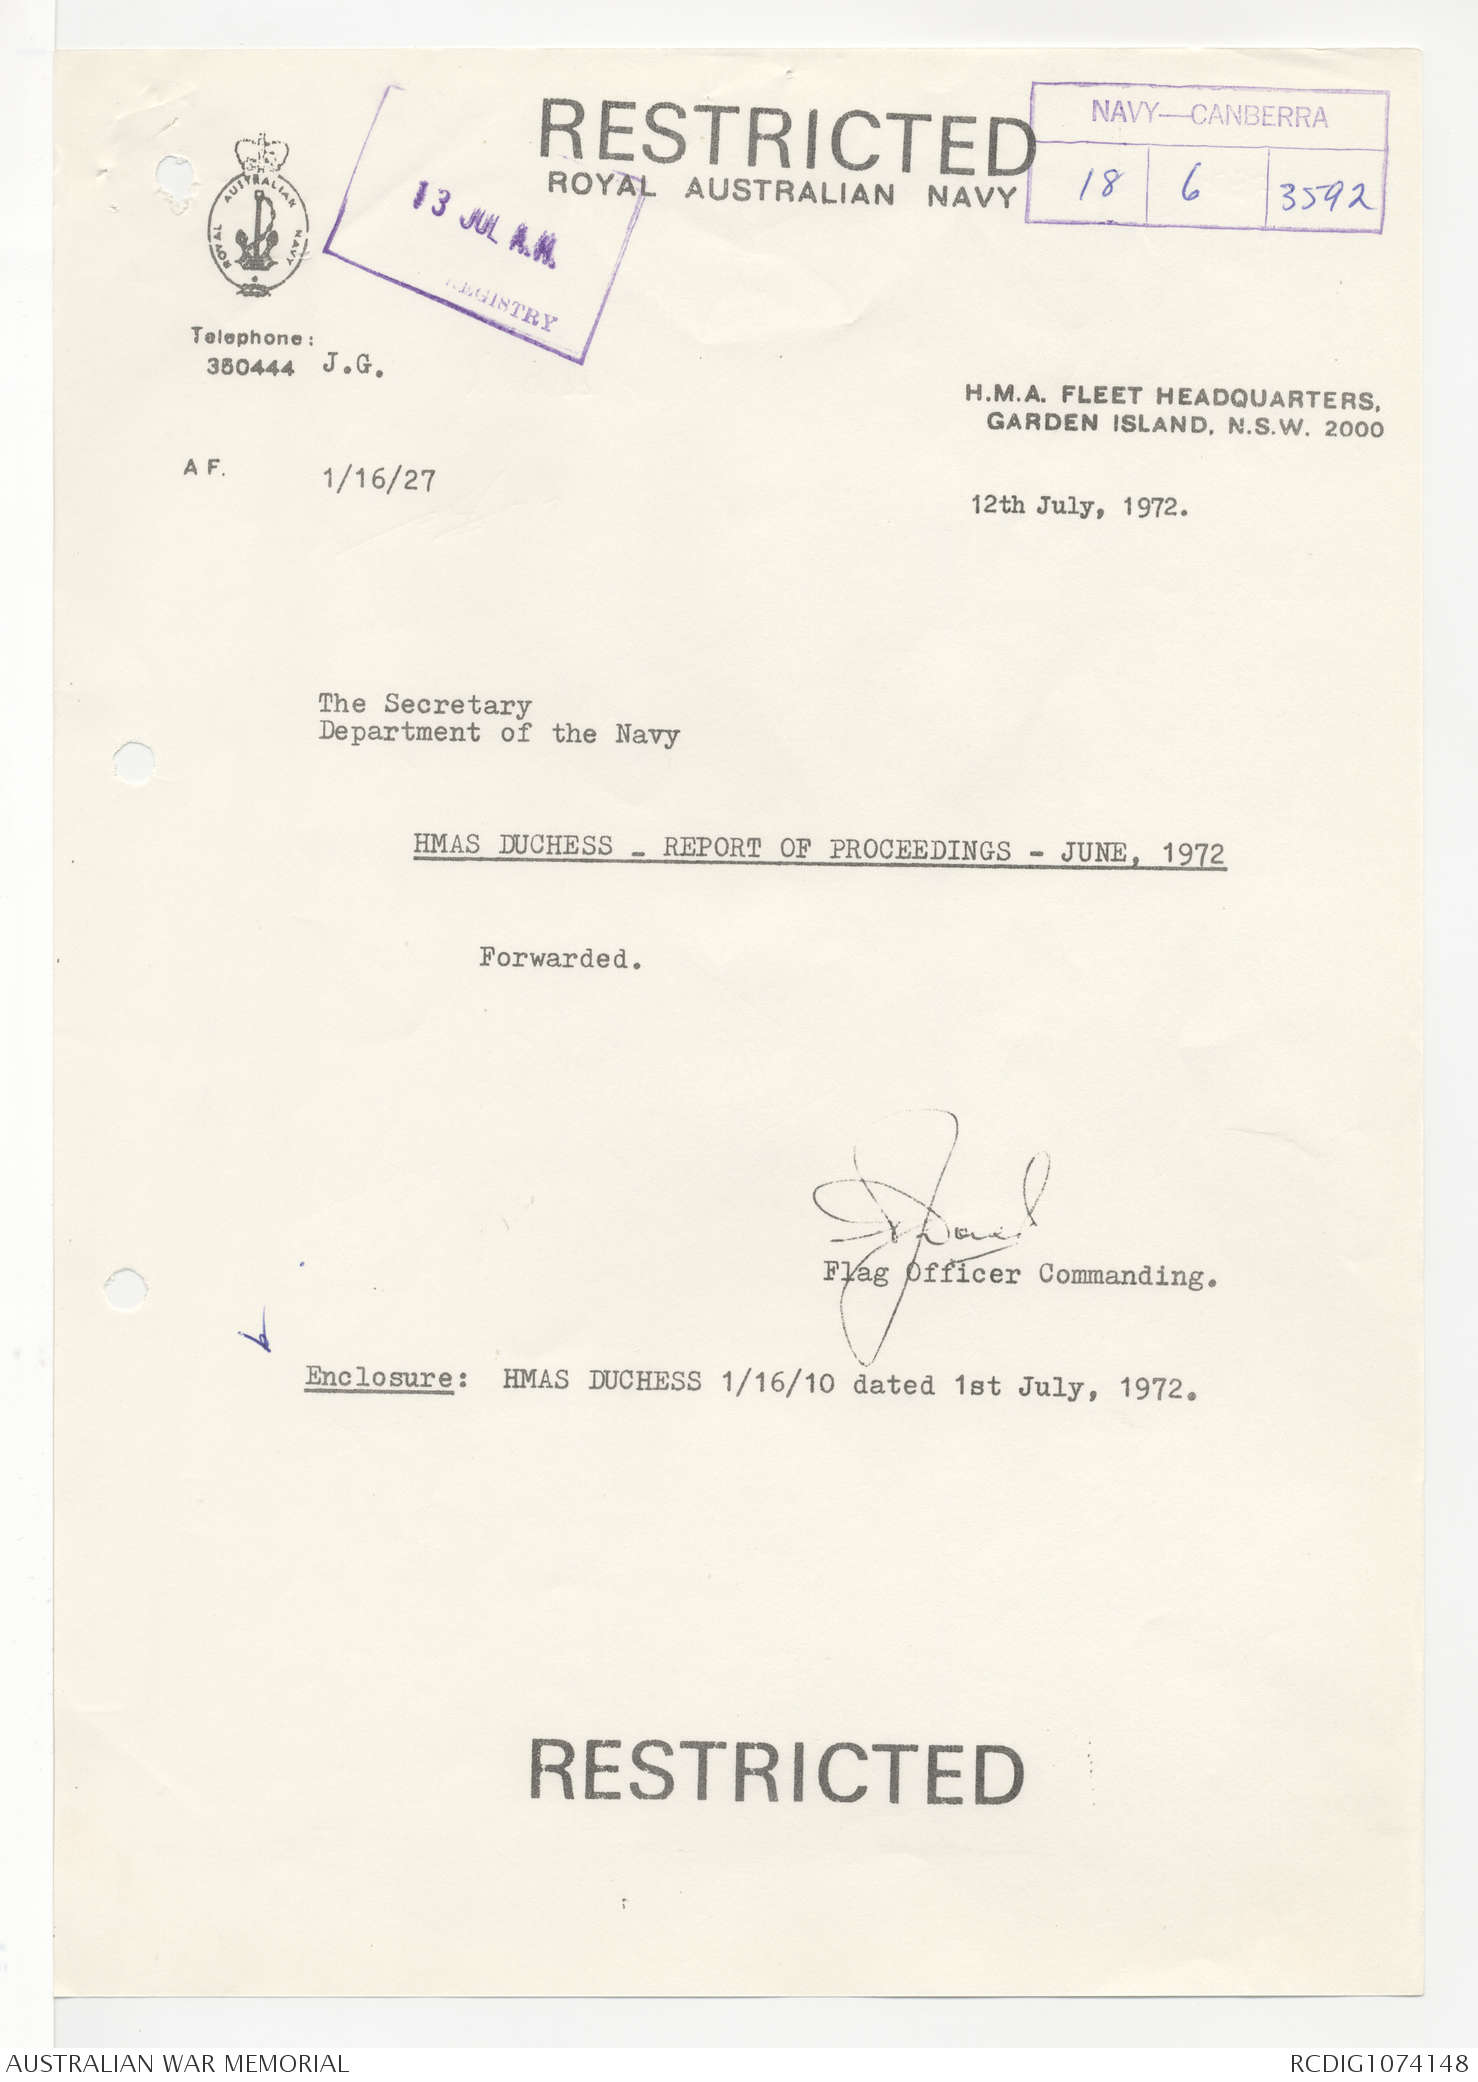 RESTRICTED
ROYAL AUSTRALIAN NAVY
NAVY—CANBERRA
18 6 3592
13 JUL A.M.
REGISTRY
ROYAL AUSTRALIAN NAVY
Telephone:
350444 J.G.
H.M.A. FLEET HEADQUARTERS,
GARDEN ISLAND, N.S.W. 2000
A F. 1/16/27
12th July, 1972.
The Secretary
Department of the Navy
HMAS DUCHESS - REPORT OF PROCEEDINGS - JUNE, 1972
Forwarded.
Flag Officer Commanding.
Enclosure: HMAS DUCHESS 1/16/10 dated 1st July, 1972.
RESTRICTED
AUSTRALIAN WAR MEMORIAL
RCDIG1074148